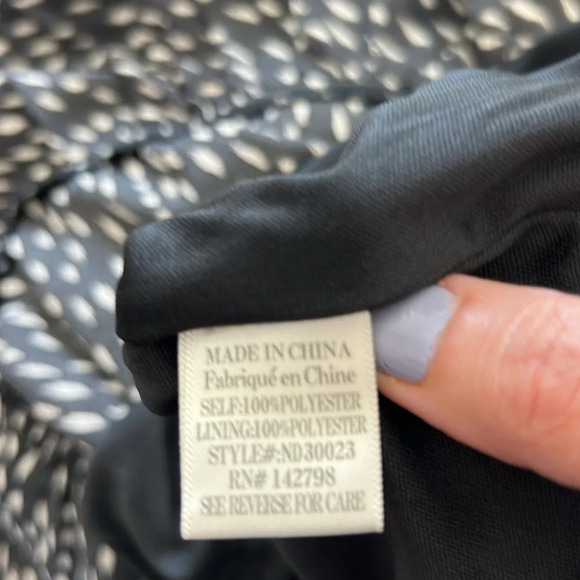 MADE IN CHINA
Fabriqué en Chine
SELF:100%POLYESTER
LINING:100%POLYESTER
STYLE#:ND30023
RN# 142798
SEE REVERSE FOR CARE